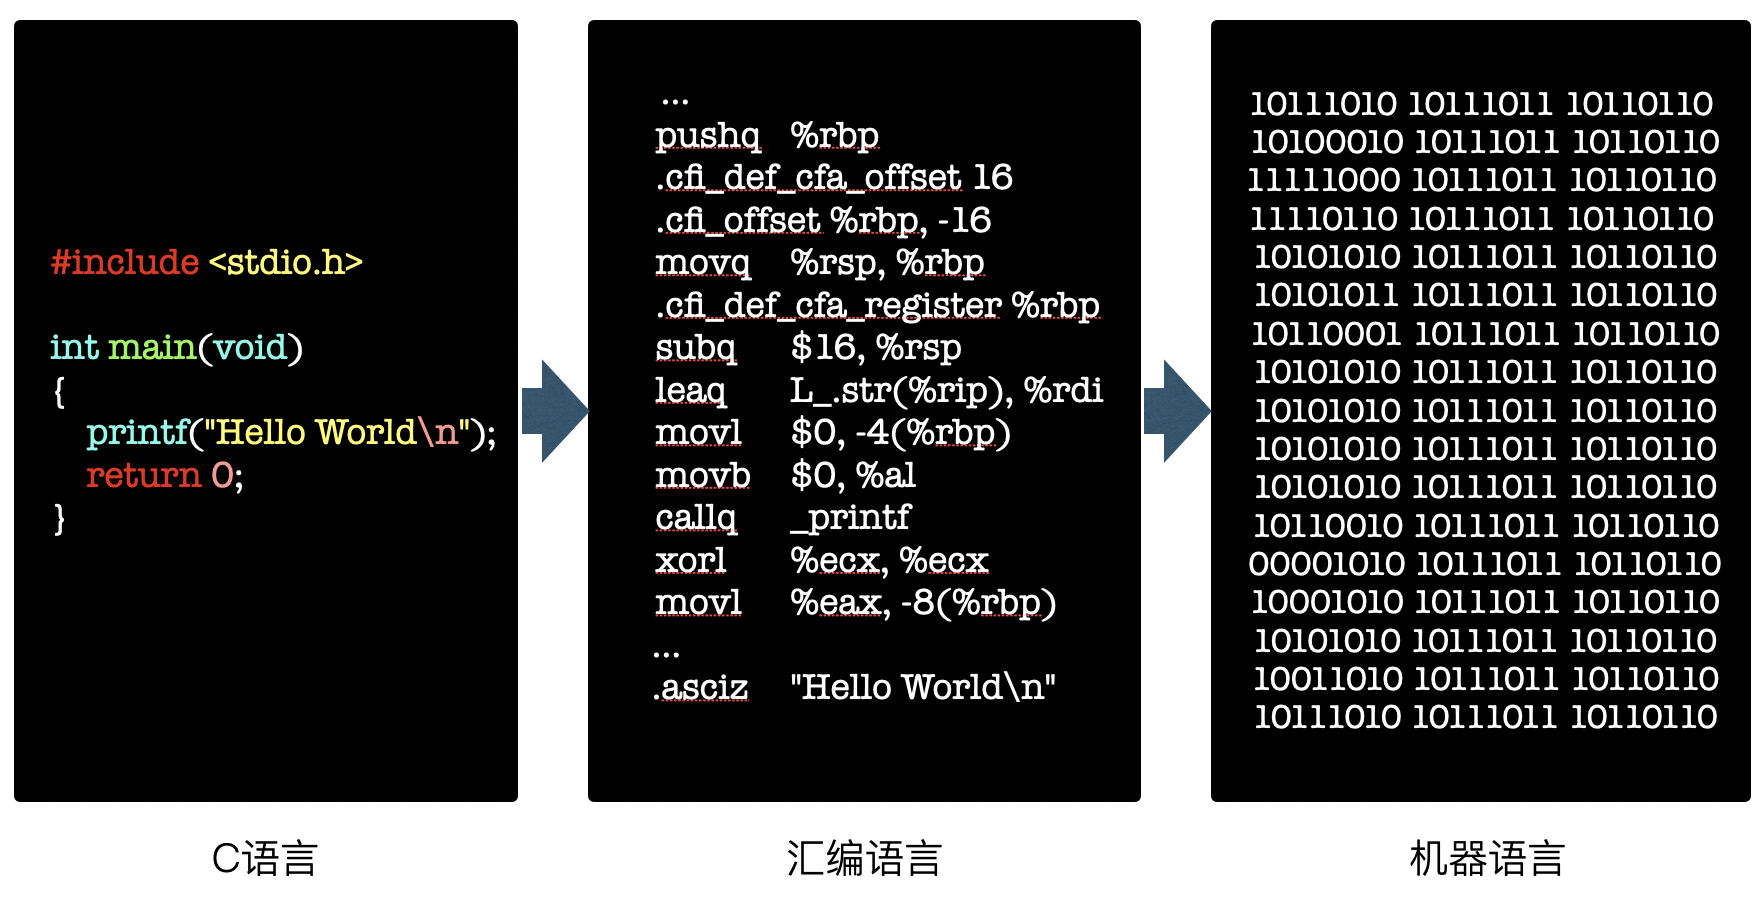 #include <stdio.h>
int main(void)
{
printf("Hello World\n");
return 0;
}
C语言
...
pushq %rbp
.cfi_def_cfa_offset 16
.cfi_offset %rbp, -16
movq %rsp, %rbp
.cfi_def_cfa_register %rbp
subq $16, %rsp
leaq L_.str(%rip), %rdi
movl $0, -4(%rbp)
movb $0, %al
callq _printf
xorl %ecx, %ecx
movl %eax, -8(%rbp)
...
.asciz "Hello World\n"
汇编语言
10111010 10111011 10110110
10100010 10111011 10110110
11111000 10111011 10110110
11110110 10111011 10110110
10101010 10111011 10110110
10101011 10111011 10110110
10110001 10111011 10110110
10101010 10111011 10110110
10101010 10111011 10110110
10101010 10111011 10110110
10101010 10111011 10110110
10110010 10111011 10110110
00001010 10111011 10110110
10001010 10111011 10110110
10101010 10111011 10110110
10011010 10111011 10110110
10111010 10111011 10110110
机器语言